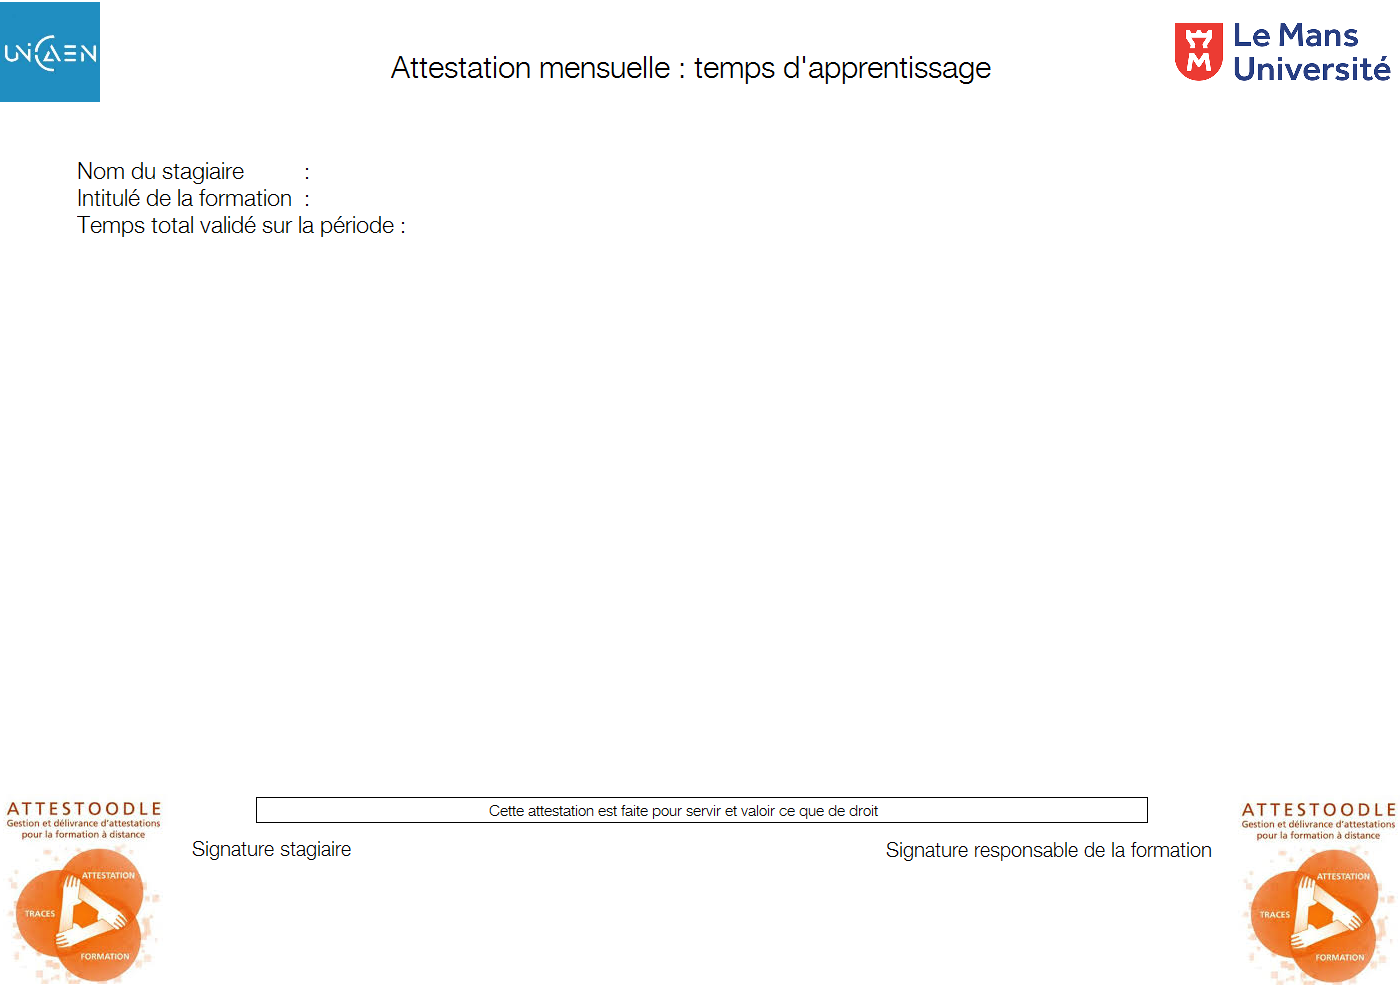 UNICAEN
Attestation mensuelle : temps d'apprentissage
Le Mans
Université
Nom du stagiaire :
Intitulé de la formation :
Temps total validé sur la période :
Cette attestation est faite pour servir et valoir ce que de droit
ATTESTOODLE
Gestion et délivrance d'attestations
pour la formation à distance
ATTESTATION
TRACES
FORMATION
Signature stagiaire
Signature responsable de la formation
ATTESTOODLE
Gestion et délivrance d'attestations
pour la formation à distance
ATTESTATION
TRACES
FORMATION